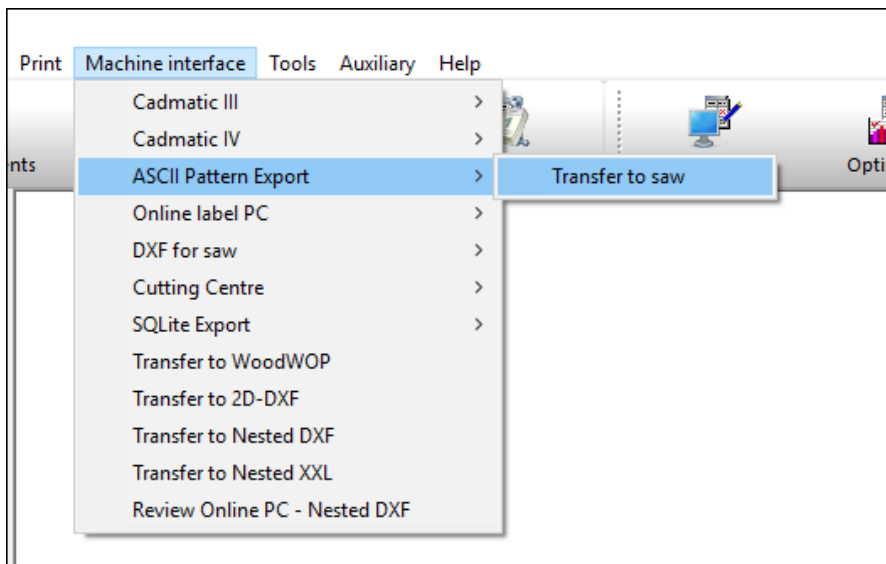 Print Machine interface Tools Auxiliary Help
Cadmatic III
Cadmatic IV
nts
ASCII Pattern Export
Transfer to saw
Opti
Online label PC
DXF for saw
Cutting Centre
SQLite Export
Transfer to WoodWOP
Transfer to 2D-DXF
Transfer to Nested DXF
Transfer to Nested XXL
Review Online PC - Nested DXF